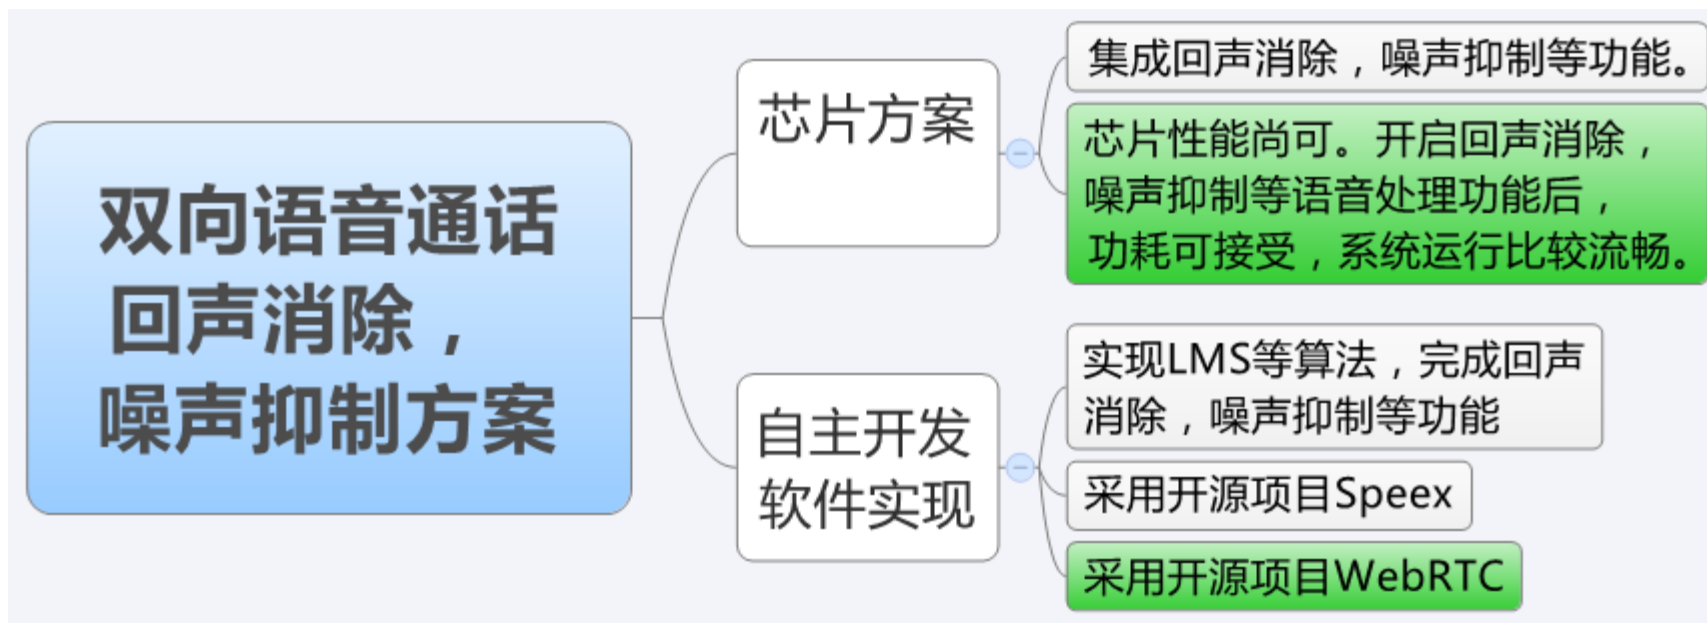 双向语音通话
回声消除，
噪声抑制方案
芯片方案
集成回声消除，噪声抑制等功能。
芯片性能尚可。开启回声消除，
噪声抑制等语音处理功能后，
功耗可接受，系统运行比较流畅。
自主开发
软件实现
实现LMS等算法，完成回声
消除，噪声抑制等功能
采用开源项目Speex
采用开源项目WebRTC